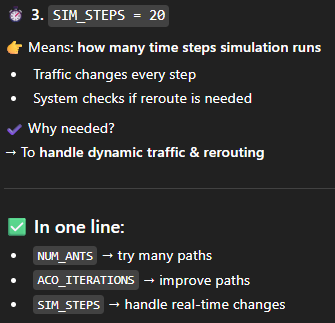 ⏱️ 3. SIM_STEPS = 20
👉 Means: how many time steps simulation runs
• Traffic changes every step
• System checks if reroute is needed
✔️ Why needed?
→ To handle dynamic traffic & rerouting
✅ In one line:
• NUM_ANTS → try many paths
• ACO_ITERATIONS → improve paths
• SIM_STEPS → handle real-time changes